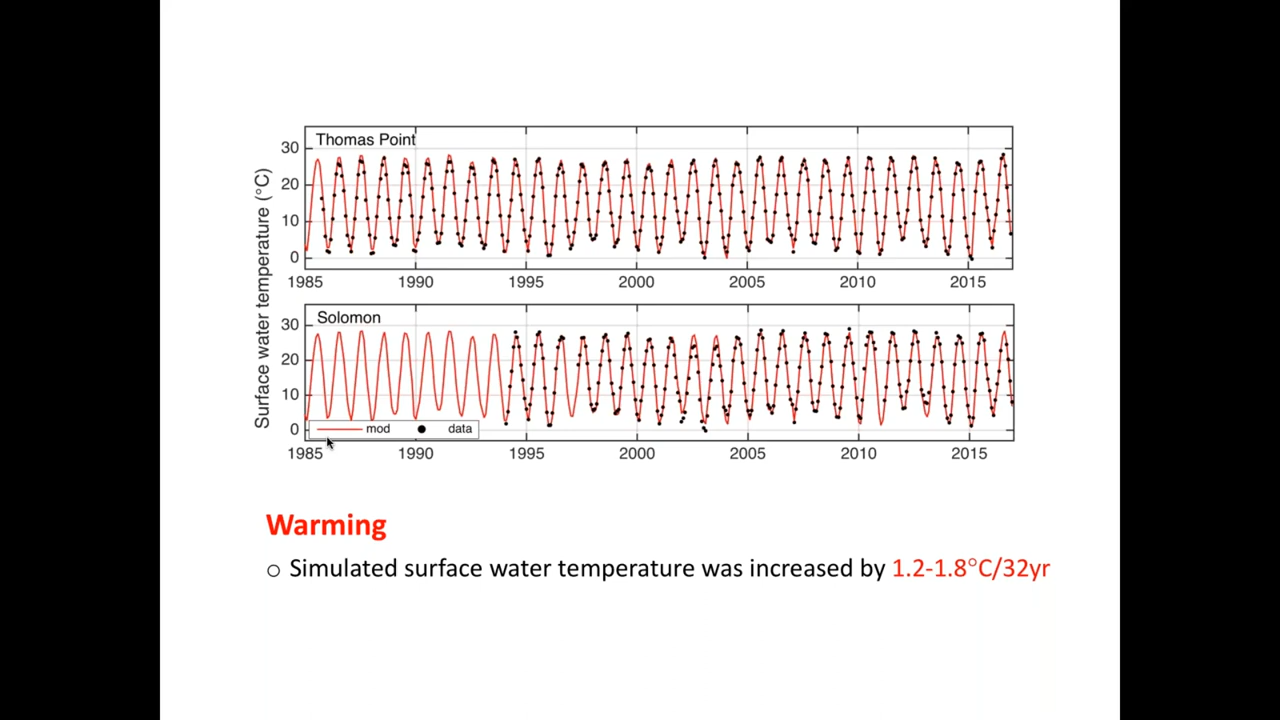 Thomas Point
30
20
10
0
1985 1990 1995 2000 2005 2010 2015
Surface water temperature (°C)
Solomon
30
20
10
0
mod data
1985 1990 1995 2000 2005 2010 2015
Warming
o Simulated surface water temperature was increased by 1.2-1.8°C/32yr